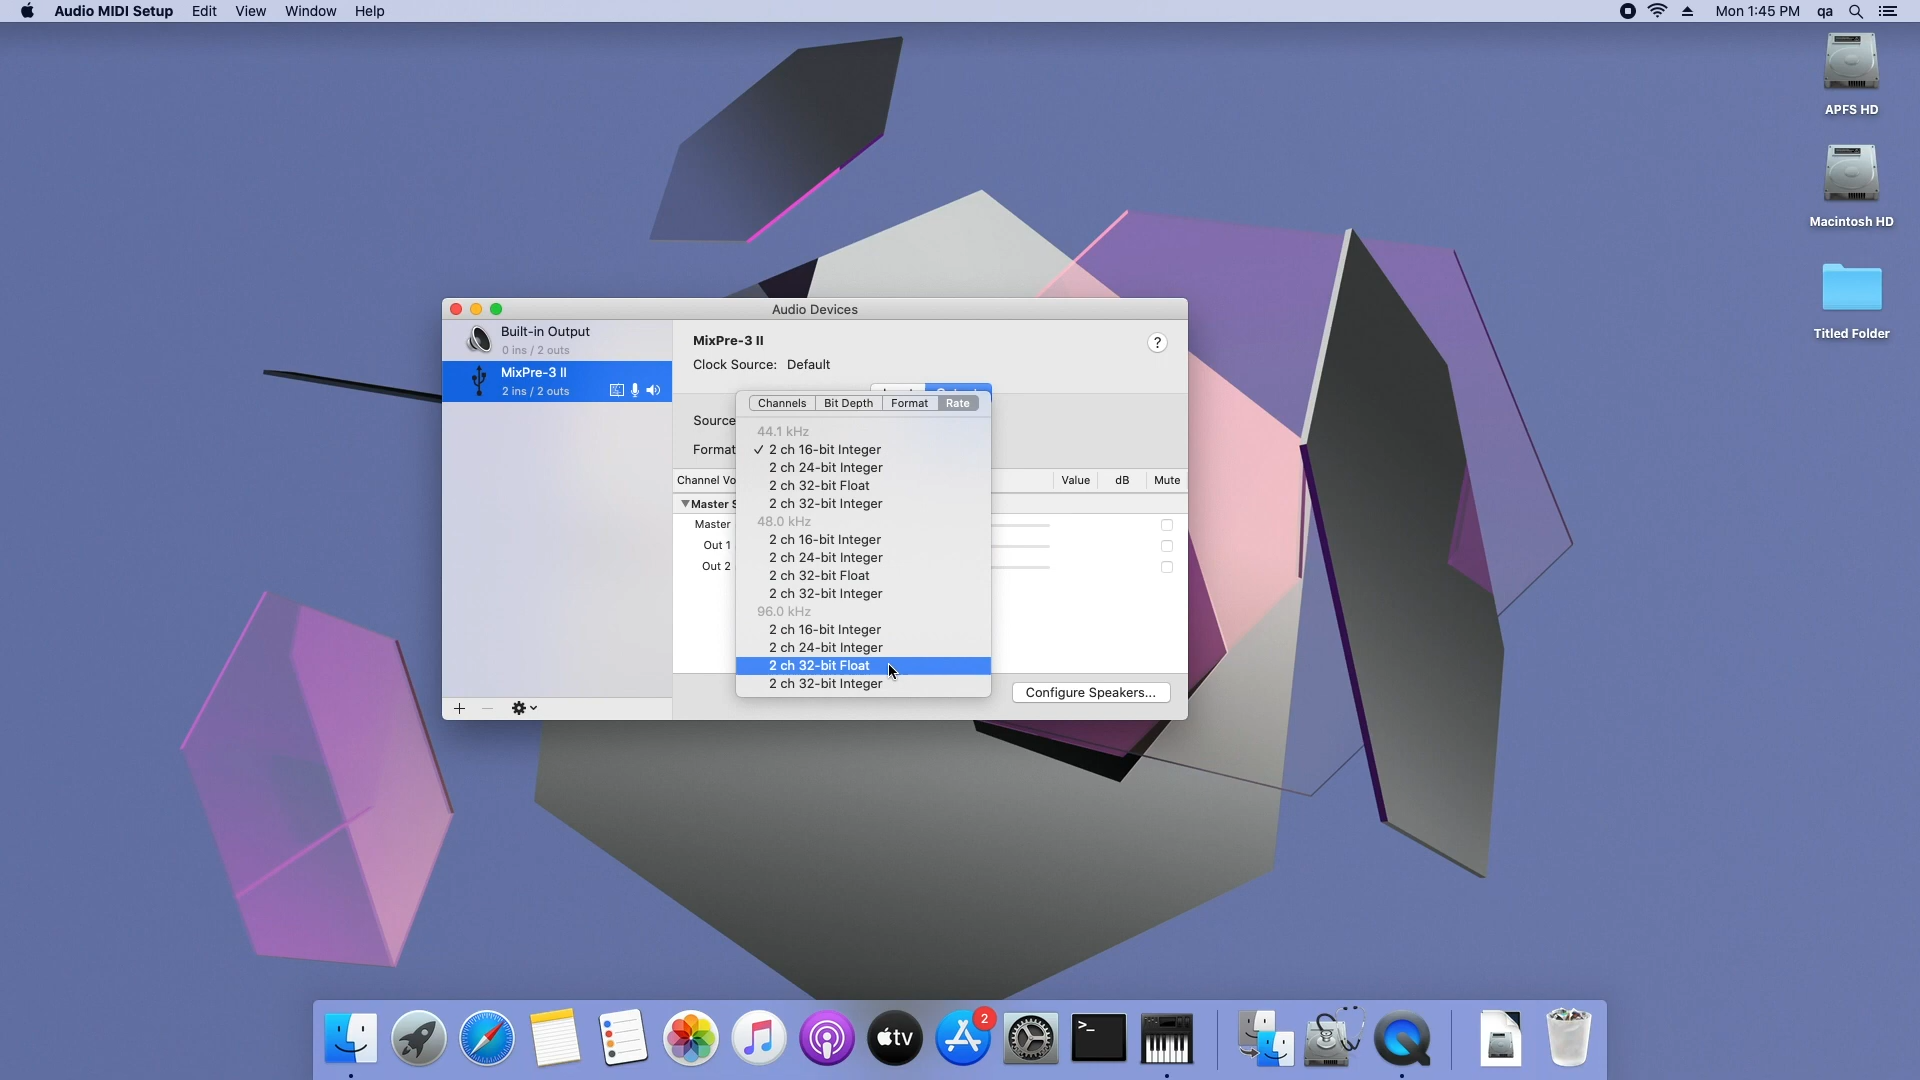 Audio MIDI Setup Edit View Window Help
Mon 1:45 PM qa
APFS HD
Macintosh HD
Titled Folder
Audio Devices
Built-in Output
0 ins / 2 outs
MixPre-3 II
2 ins / 2 outs
MixPre-3 II
?
Clock Source: Default
Channels Bit Depth Format Rate
Source
Format
44.1 kHz
✓ 2 ch 16-bit Integer
2 ch 24-bit Integer
2 ch 32-bit Float
2 ch 32-bit Integer
48.0 kHz
2 ch 16-bit Integer
2 ch 24-bit Integer
2 ch 32-bit Float
2 ch 32-bit Integer
96.0 kHz
2 ch 16-bit Integer
2 ch 24-bit Integer
2 ch 32-bit Float
2 ch 32-bit Integer
Channel Vo
Value dB Mute
Master S
Master
Out 1
Out 2
Configure Speakers...
2
tv
>_